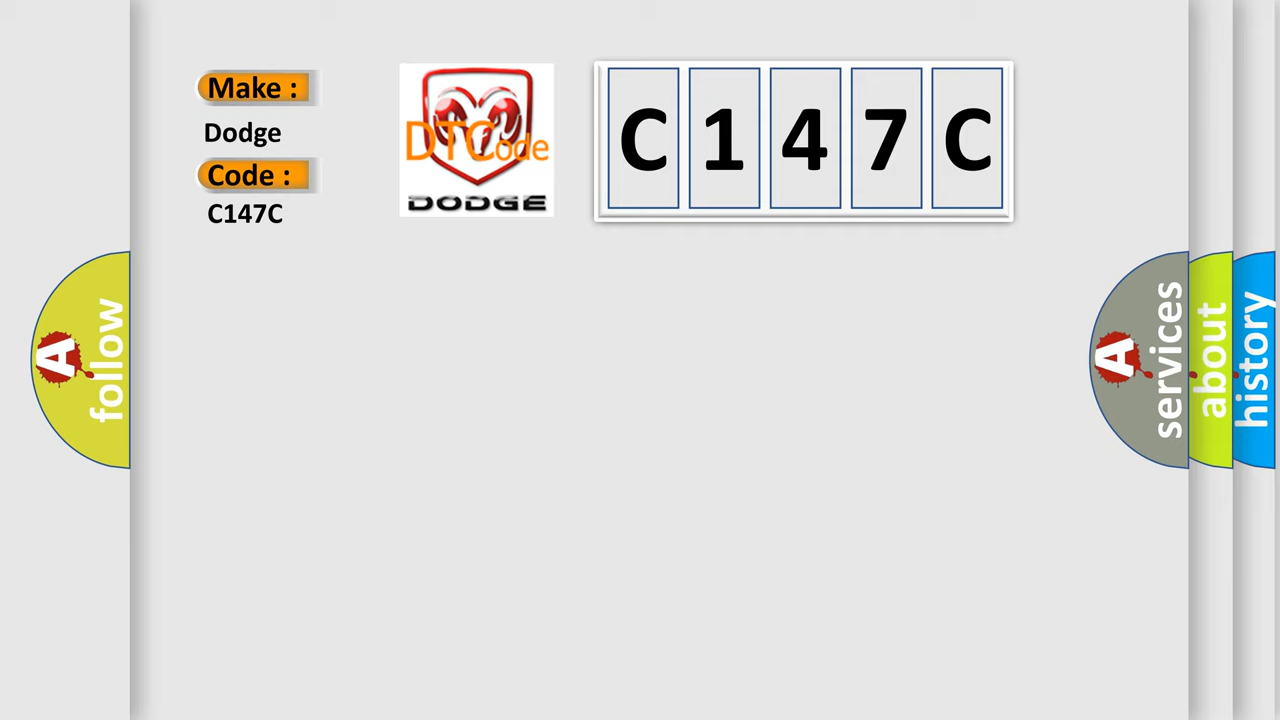 Make :
Dodge
Code :
C147C
DTCode
DODGE
C 1 4 7 C
A follow
A services
about
history